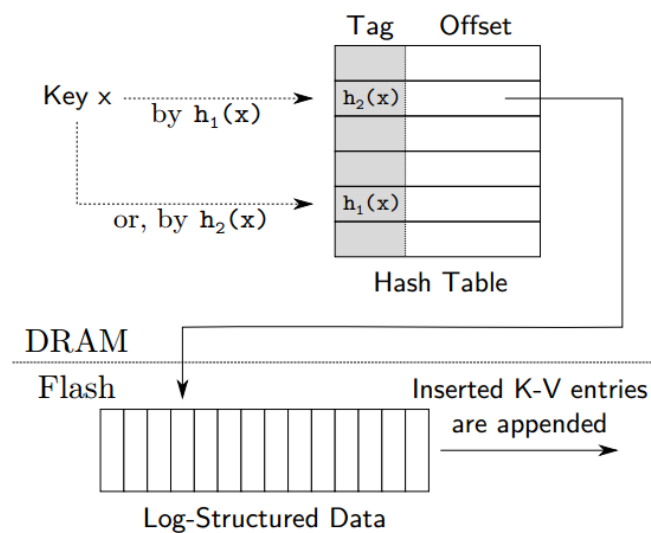 Tag Offset
Key x
by h₁(x)
h₂(x)
or, by h₂(x)
h₁(x)
Hash Table
DRAM
Flash
Inserted K-V entries
are appended
Log-Structured Data